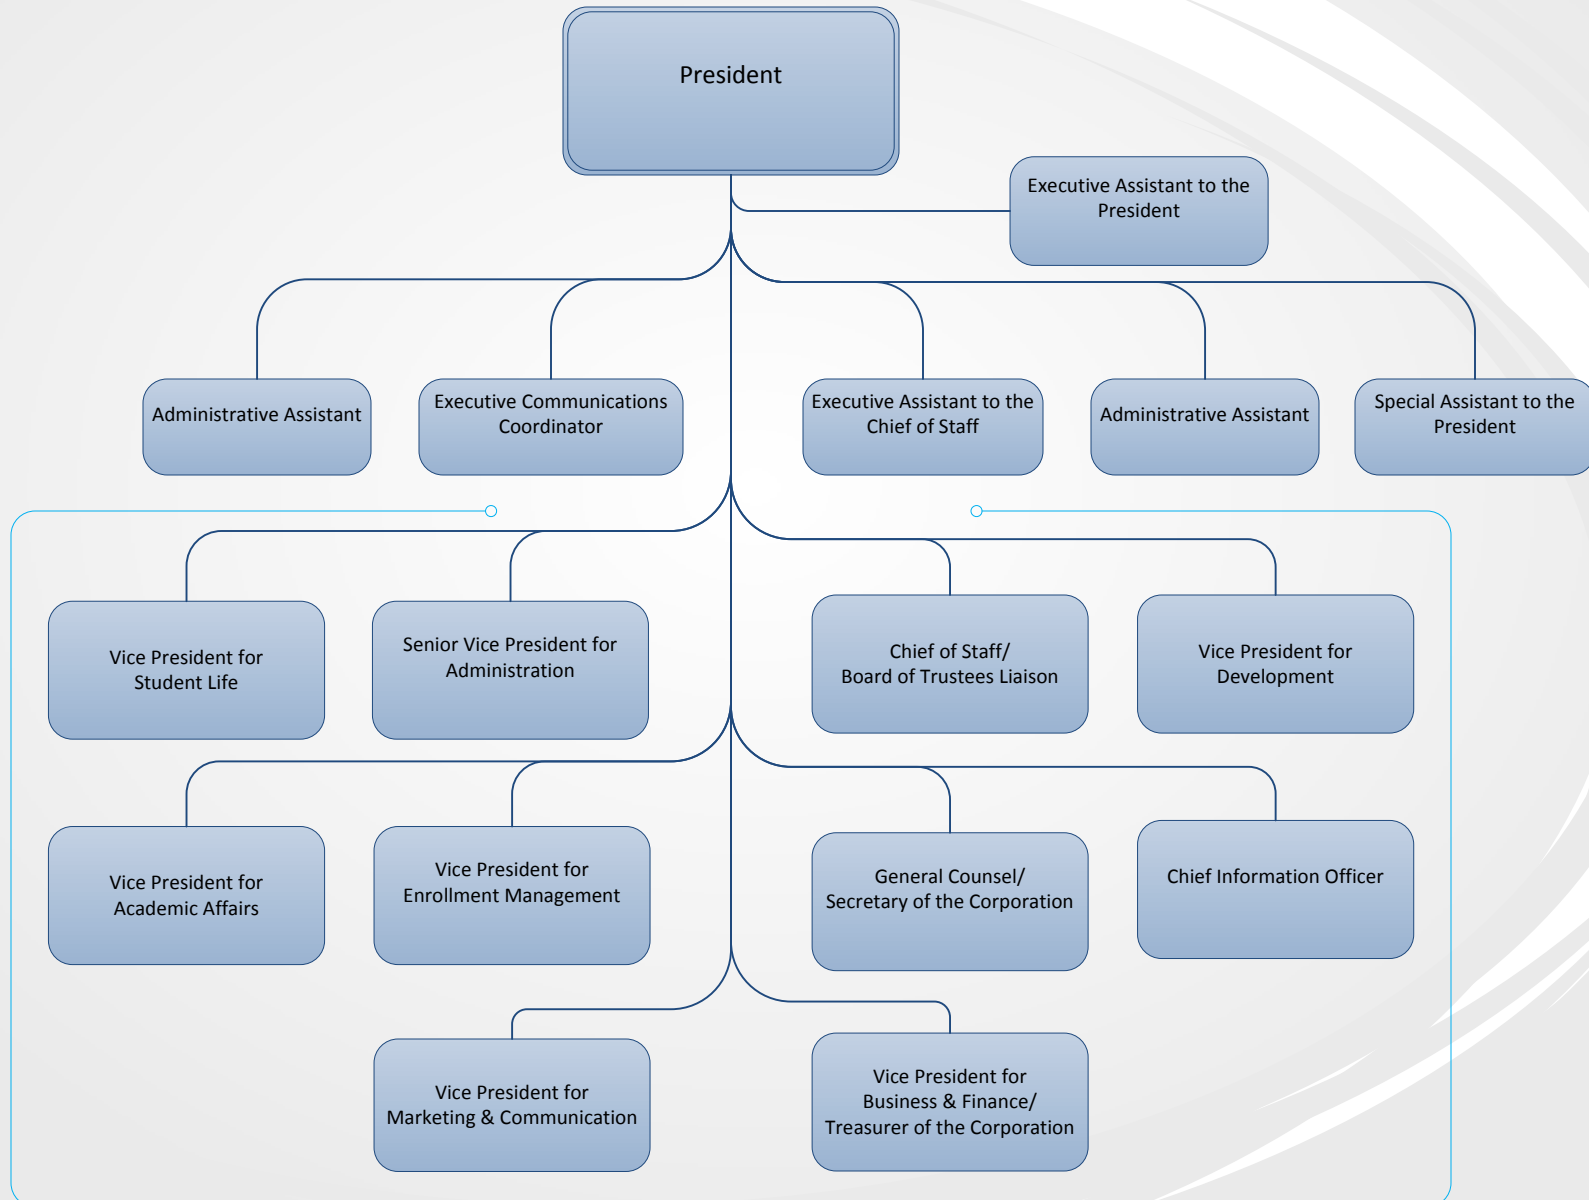 President
Executive Assistant to the
President
Administrative Assistant
Executive Communications
Coordinator
Executive Assistant to the
Chief of Staff
Administrative Assistant
Special Assistant to the
President
Vice President for
Student Life
Senior Vice President for
Administration
Chief of Staff/
Board of Trustees Liaison
Vice President for
Development
Vice President for
Academic Affairs
Vice President for
Enrollment Management
General Counsel/
Secretary of the Corporation
Chief Information Officer
Vice President for
Marketing & Communication
Vice President for
Business & Finance/
Treasurer of the Corporation